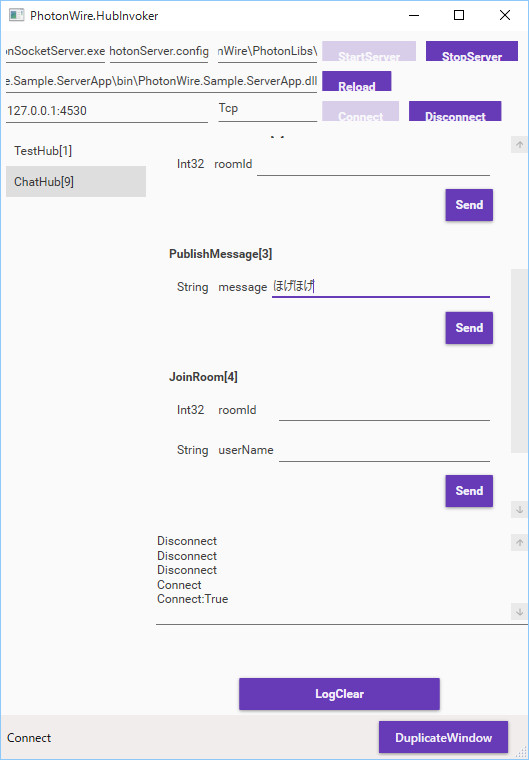 PhotonWire.HubInvoker
onSocketServer.exe hotonServer.config nWire\PhotonLibs\ StartServer StopServer
e.Sample.ServerApp\bin\PhotonWire.Sample.ServerApp.dll Reload
127.0.0.1:4530 Tcp Connect Disconnect
TestHub[1]
ChatHub[9]
Int32 roomId
Send
PublishMessage[3]
String message ほげほげ
Send
JoinRoom[4]
Int32 roomId
String userName
Send
Disconnect
Disconnect
Disconnect
Connect
Connect:True
LogClear
Connect DuplicateWindow